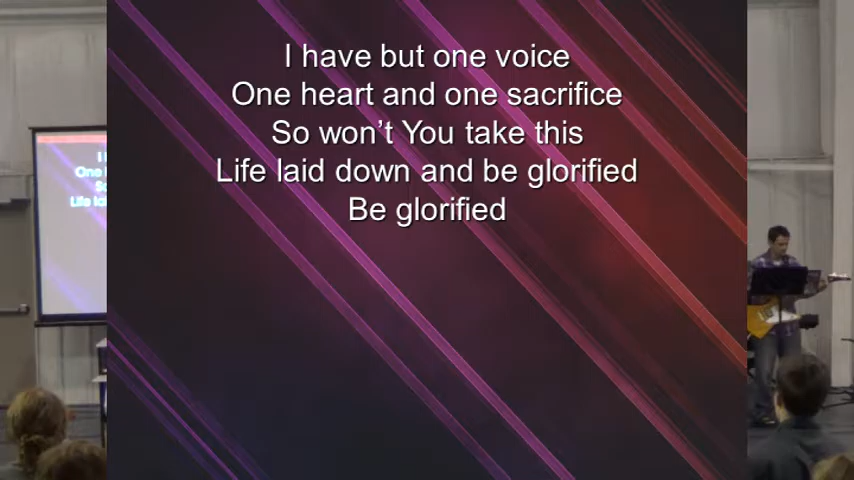 I have but one voice
One heart and one sacrifice
So won't You take this
Life laid down and be glorified
Be glorified